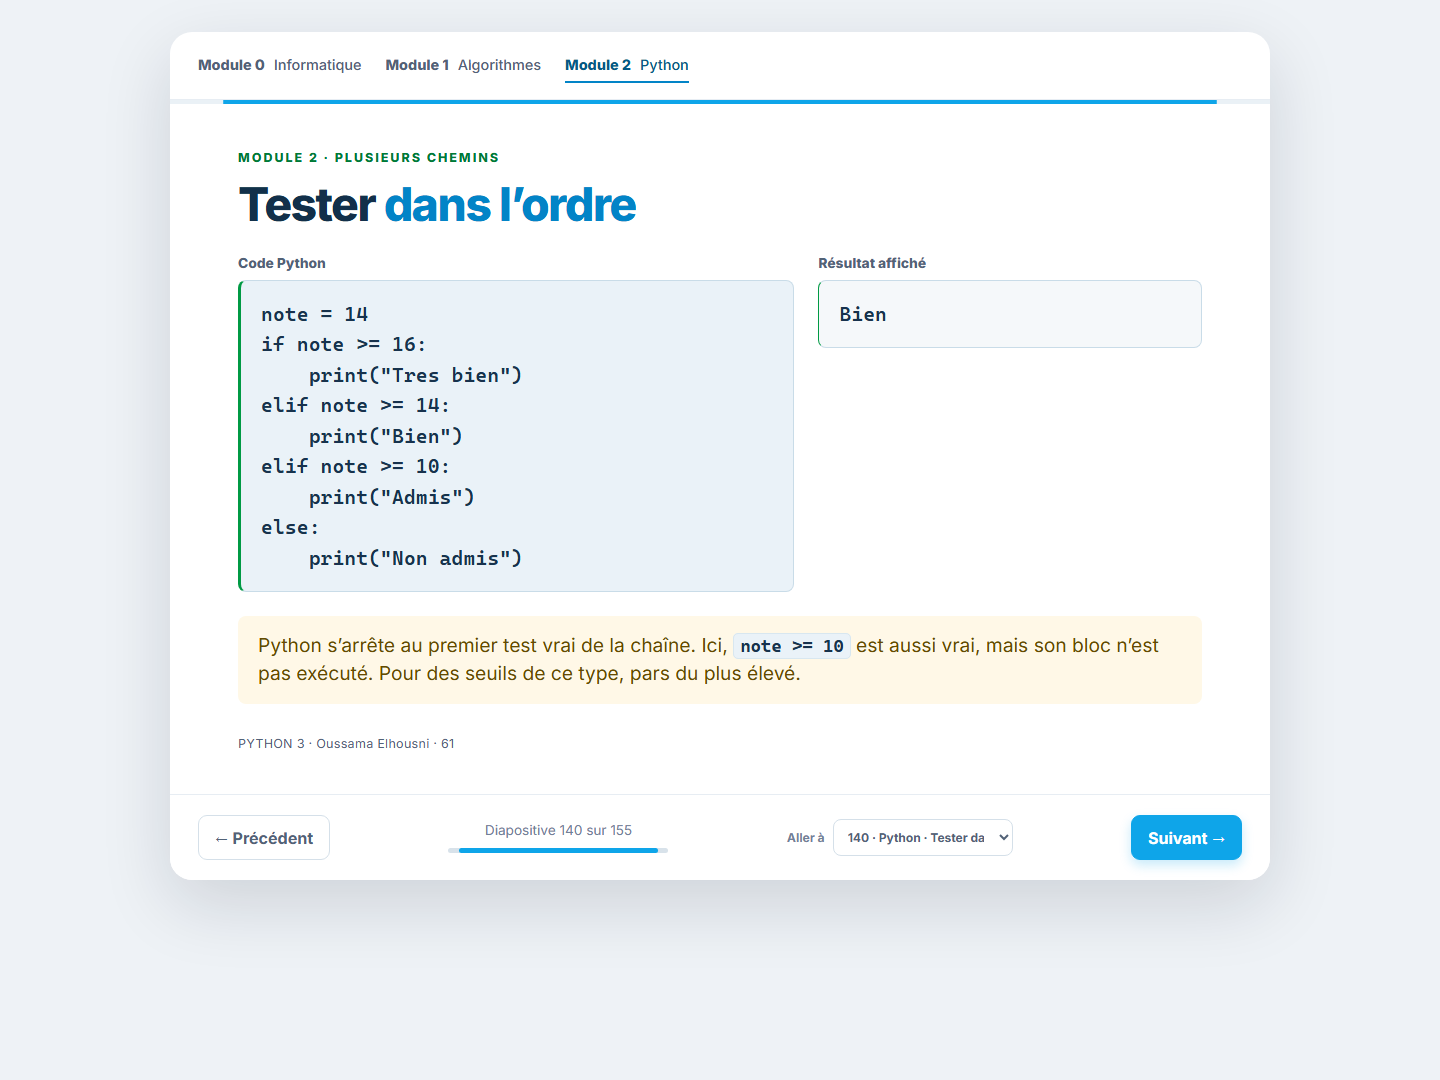 Module 0 Informatique Module 1 Algorithmes Module 2 Python
MODULE 2 · PLUSIEURS CHEMINS
Tester dans l’ordre
Code Python
note = 14
if note >= 16:
    print("Tres bien")
elif note >= 14:
    print("Bien")
elif note >= 10:
    print("Admis")
else:
    print("Non admis")
Résultat affiché
Bien
Python s’arrête au premier test vrai de la chaîne. Ici, note >= 10 est aussi vrai, mais son bloc n’est
pas exécuté. Pour des seuils de ce type, pars du plus élevé.
PYTHON 3 · Oussama Elhousni · 61
← Précédent
Diapositive 140 sur 155
Aller à
140 · Python · Tester da
Suivant →